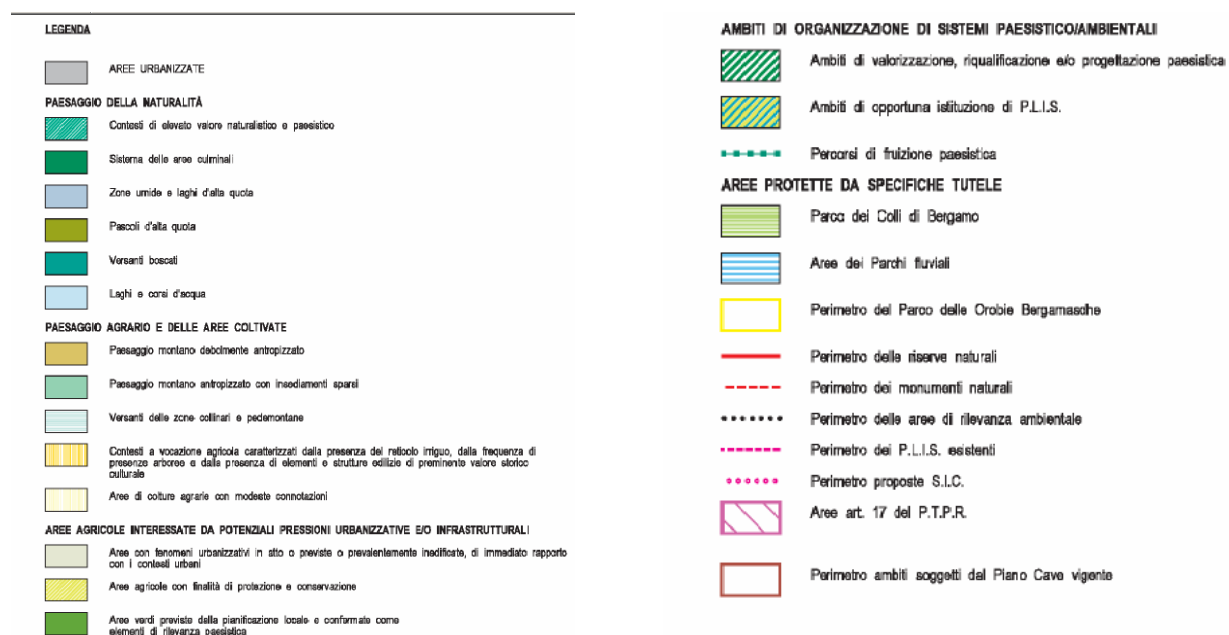 LEGENDA
AREE URBANIZZATE
PAESAGGIO DELLA NATURALITÀ
Contesti di elevato valore naturalistico e paesistico
Sistema delle aree culminali
Zone umide e laghi d'alta quota
Pascoli d'alta quota
Versanti boscati
Laghi e corsi d'acqua
PAESAGGIO AGRARIO E DELLE AREE COLTIVATE
Paesaggio montano debolmente antropizzato
Paesaggio montano antropizzato con insediamenti sparsi
Versanti delle zone collinari e pedemontane
Contesti a vocazione agricola caratterizzati dalla presenza del reticolo irriguo, dalla frequenza di
presenze arboree e dalla presenza di elementi e strutture edilizie di preminente valore storico
culturale
Aree di colture agrarie con modeste connotazioni
AREE AGRICOLE INTERESSATE DA POTENZIALI PRESSIONI URBANIZZATIVE E/O INFRASTRUTTURALI
Aree con fenomeni urbanizzativi in atto o previste o prevalentemente inedificate, di immediato rapporto
con i contesti urbani
Aree agricole con finalità di protezione e conservazione
Aree verdi previste dalla pianificazione locale e confermate come
elementi di rilevanza paesistica
AMBITI DI ORGANIZZAZIONE DI SISTEMI PAESISTICO/AMBIENTALI
Ambiti di valorizzazione, riqualificazione e/o progettazione paesistica
Ambiti di opportuna istituzione di P.L.I.S.
Percorsi di fruizione paesistica
AREE PROTETTE DA SPECIFICHE TUTELE
Parco dei Colli di Bergamo
Aree dei Parchi fluviali
Perimetro del Parco delle Orobie Bergamasche
Perimetro delle riserve naturali
Perimetro dei monumenti naturali
Perimetro delle aree di rilevanza ambientale
Perimetro dei P.L.I.S. esistenti
Perimetro proposte S.I.C.
Aree art. 17 del P.T.P.R.
Perimetro ambiti soggetti dal Piano Cave vigente